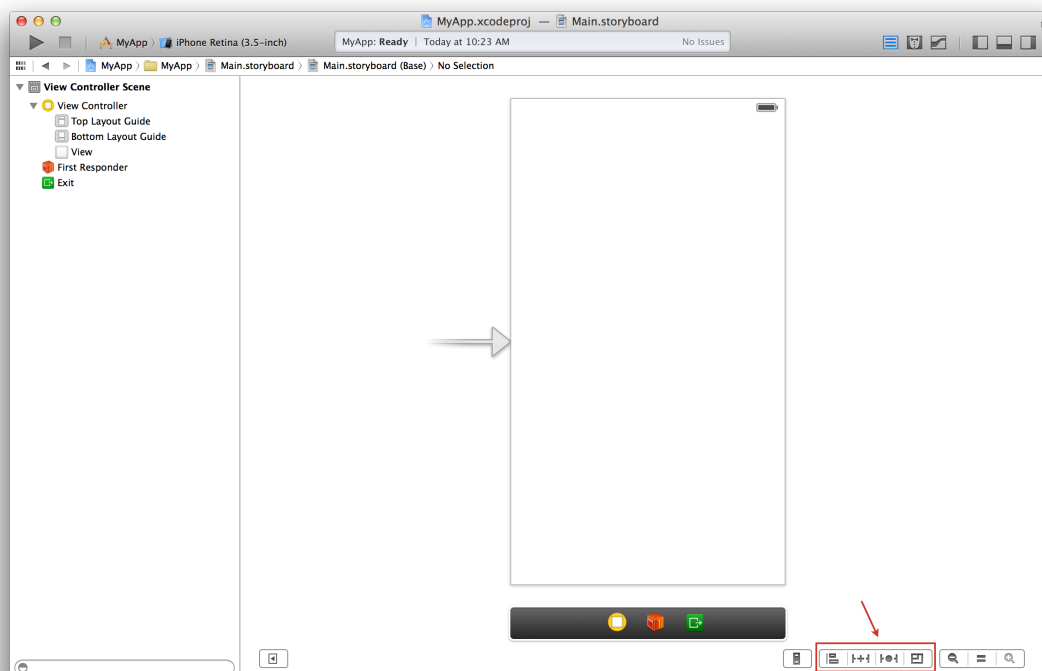 MyApp.xcodeproj — Main.storyboard
MyApp 〉 iPhone Retina (3.5-inch)
MyApp: Ready | Today at 10:23 AM
No Issues
MyApp 〉 MyApp 〉 Main.storyboard 〉 Main.storyboard (Base) 〉 No Selection
View Controller Scene
View Controller
Top Layout Guide
Bottom Layout Guide
View
First Responder
Exit